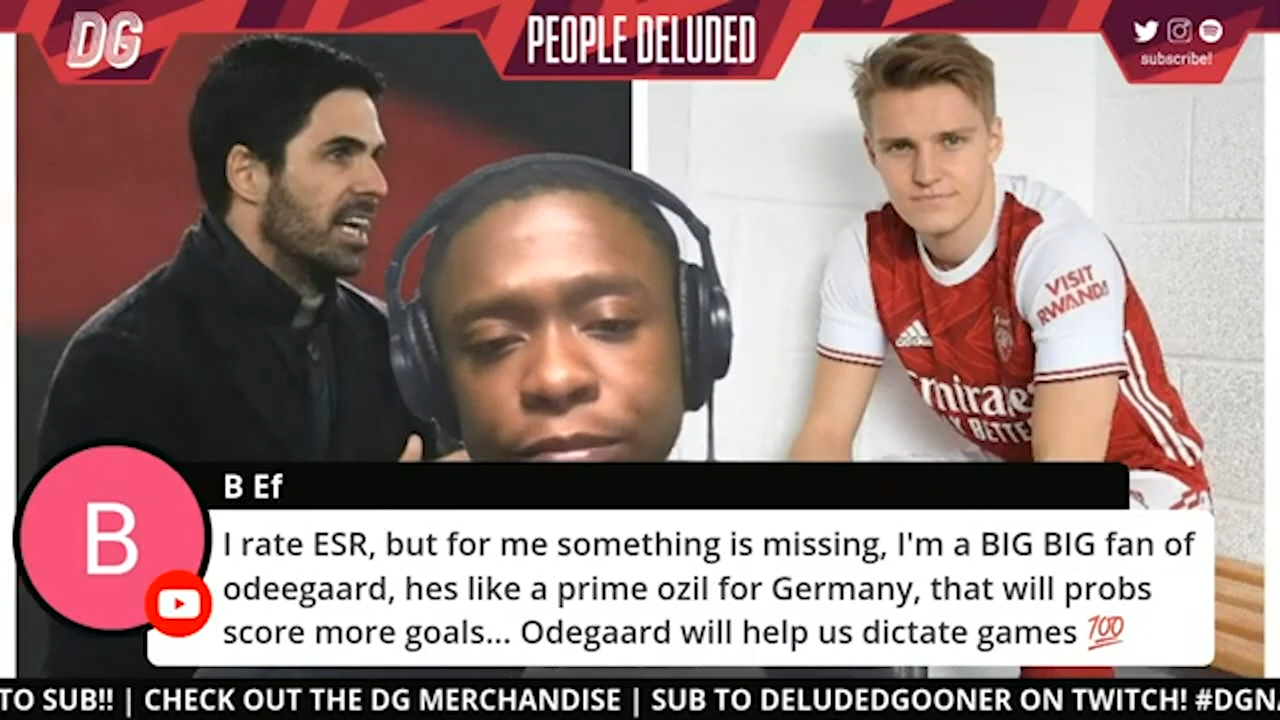 DG
PEOPLE DELUDED
subscribe!
VISIT
RWANDA
adidas
Emirates
BETTE
B Ef
B
I rate ESR, but for me something is missing, I'm a BIG BIG fan of
odeegaard, hes like a prime ozil for Germany, that will probs
score more goals... Odegaard will help us dictate games 💯
TO SUB!! | CHECK OUT THE DG MERCHANDISE | SUB TO DELUDEDGOONER ON TWITCH! #DGN